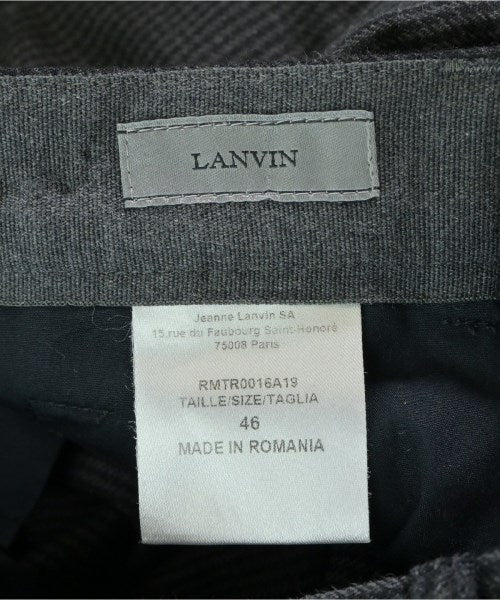 LANVIN
Jeanne Lanvin SA
15,rue du Faubourg Saint-Honoré
75008 Paris
RMTR0016A19
TAILLE/SIZE/TAGLIA
46
MADE IN ROMANIA